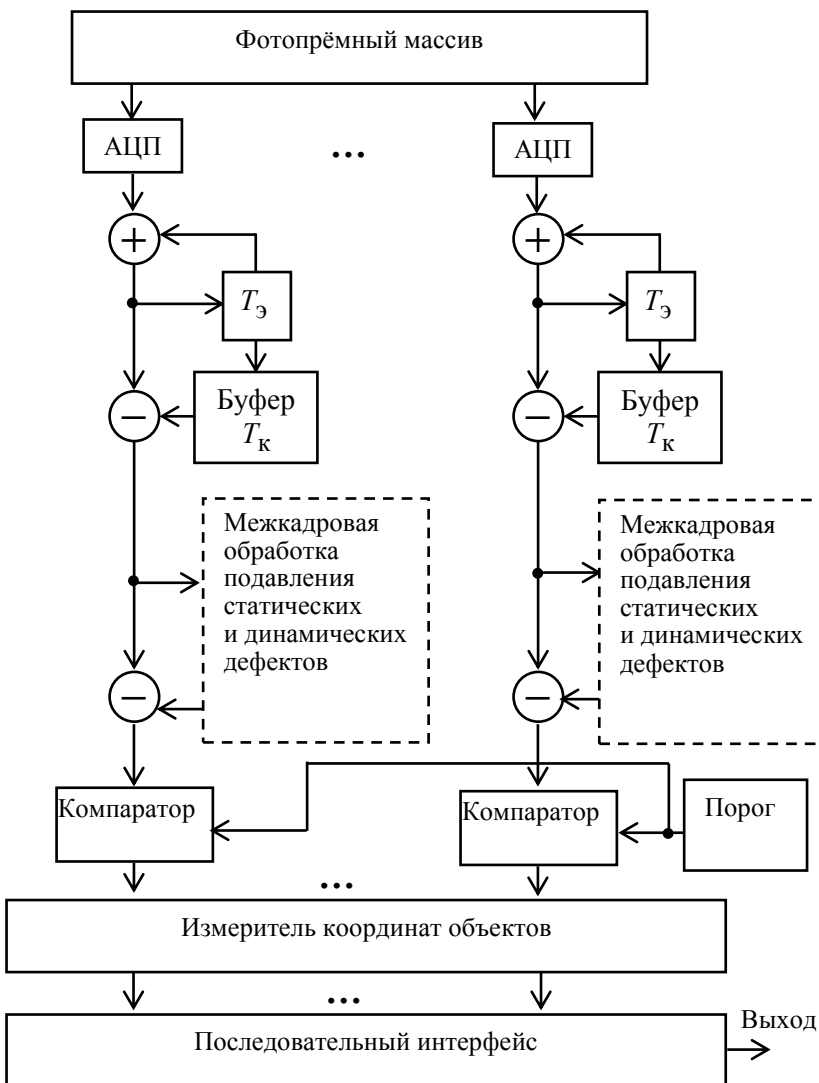 Фотопрёмный массив
АЦП
...
АЦП
+
+
Tэ
Tэ
−
Буфер
Tк
−
Буфер
Tк
Межкадровая
обработка
подавления
статических
и динамических
дефектов
Межкадровая
обработка
подавления
статических
и динамических
дефектов
−
−
Компаратор
Компаратор
Порог
...
Измеритель координат объектов
...
Последовательный интерфейс
Выход